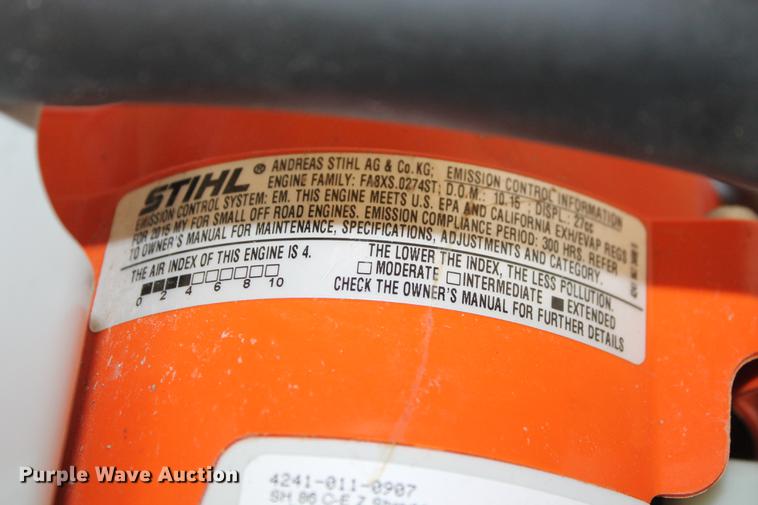 STIHL®
ANDREAS STIHL AG & Co.KG; EMISSION CONTROL INFORMATION
ENGINE FAMILY: FA8XS.0274ST; D.O.M.: 10.15 DISPL.: 27cc
EMISSION CONTROL SYSTEM: EM. THIS ENGINE MEETS U.S. EPA AND CALIFORNIA EXH/EVAP REGS
FOR 2015 MY FOR SMALL OFF ROAD ENGINES. EMISSION COMPLIANCE PERIOD: 300 HRS. REFER
TO OWNER'S MANUAL FOR MAINTENANCE, SPECIFICATIONS, ADJUSTMENTS AND CATEGORY.
THE AIR INDEX OF THIS ENGINE IS 4.
0 2 4 6 8 10
THE LOWER THE INDEX, THE LESS POLLUTION.
MODERATE INTERMEDIATE EXTENDED
CHECK THE OWNER'S MANUAL FOR FURTHER DETAILS
4241-011-0907
SH 86 C-E Z
Purple Wave Auction